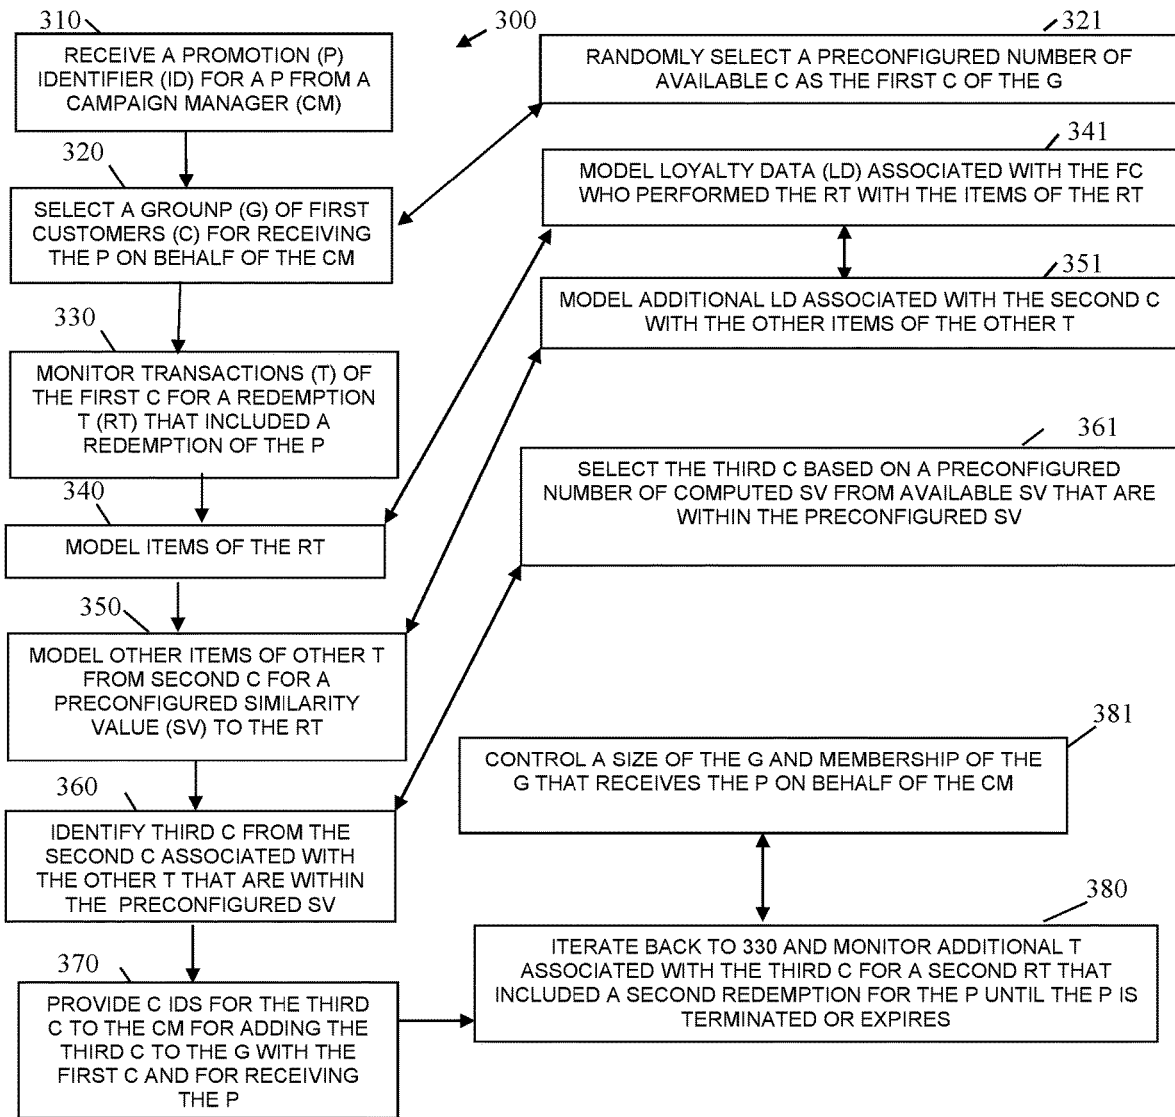 300
310
RECEIVE A PROMOTION (P)
IDENTIFIER (ID) FOR A P FROM A
CAMPAIGN MANAGER (CM)
320
SELECT A GROUNP (G) OF FIRST
CUSTOMERS (C) FOR RECEIVING
THE P ON BEHALF OF THE CM
321
RANDOMLY SELECT A PRECONFIGURED NUMBER OF
AVAILABLE C AS THE FIRST C OF THE G
330
MONITOR TRANSACTIONS (T) OF
THE FIRST C FOR A REDEMPTION
T (RT) THAT INCLUDED A
REDEMPTION OF THE P
340
MODEL ITEMS OF THE RT
341
MODEL LOYALTY DATA (LD) ASSOCIATED WITH THE FC
WHO PERFORMED THE RT WITH THE ITEMS OF THE RT
350
MODEL OTHER ITEMS OF OTHER T
FROM SECOND C FOR A
PRECONFIGURED SIMILARITY
VALUE (SV) TO THE RT
351
MODEL ADDITIONAL LD ASSOCIATED WITH THE SECOND C
WITH THE OTHER ITEMS OF THE OTHER T
360
IDENTIFY THIRD C FROM THE
SECOND C ASSOCIATED WITH
THE OTHER T THAT ARE WITHIN
THE PRECONFIGURED SV
361
SELECT THE THIRD C BASED ON A PRECONFIGURED
NUMBER OF COMPUTED SV FROM AVAILABLE SV THAT ARE
WITHIN THE PRECONFIGURED SV
370
PROVIDE C IDS FOR THE THIRD
C TO THE CM FOR ADDING THE
THIRD C TO THE G WITH THE
FIRST C AND FOR RECEIVING
THE P
380
ITERATE BACK TO 330 AND MONITOR ADDITIONAL T
ASSOCIATED WITH THE THIRD C FOR A SECOND RT THAT
INCLUDED A SECOND REDEMPTION FOR THE P UNTIL THE P IS
TERMINATED OR EXPIRES
381
CONTROL A SIZE OF THE G AND MEMBERSHIP OF THE
G THAT RECEIVES THE P ON BEHALF OF THE CM